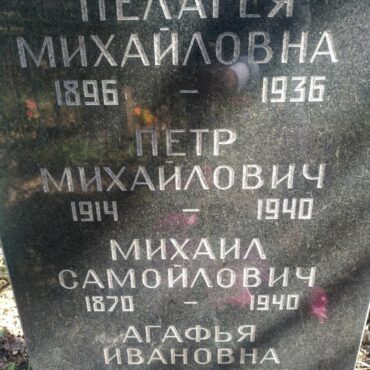 ПЕЛАГЕЯ
МИХАЙЛОВНА
1896 – 1936
ПЕТР
МИХАЙЛОВИЧ
1914 – 1940
МИХАИЛ
САМОЙЛОВИЧ
1870 – 1940
АГАФЬЯ
ИВАНОВНА